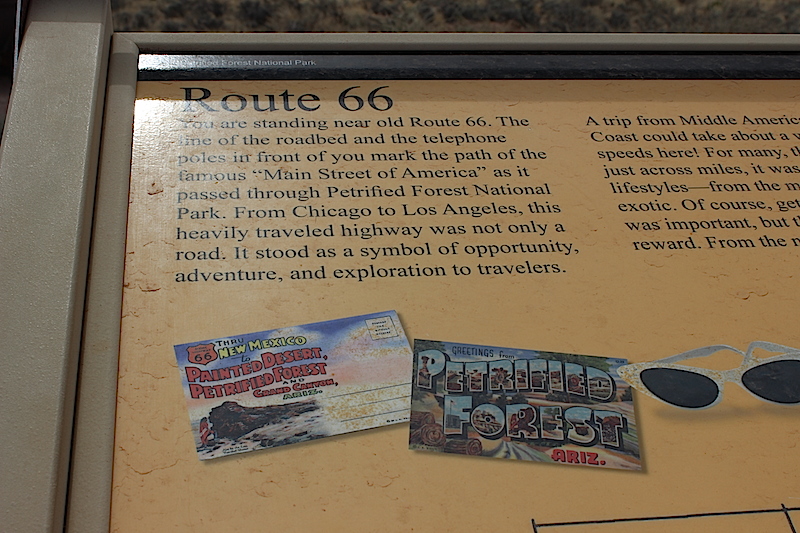 Petrified Forest National Park
Route 66
You are standing near old Route 66. The
line of the roadbed and the telephone
poles in front of you mark the path of the
famous “Main Street of America” as it
passed through Petrified Forest National
Park. From Chicago to Los Angeles, this
heavily traveled highway was not only a
road. It stood as a symbol of opportunity,
adventure, and exploration to travelers.
A trip from Middle America
Coast could take about a
speeds here! For many,
just across miles, it was
lifestyles—from the
exotic. Of course,
was important, but
reward. From the
66 THRU
NEW MEXICO
to
PAINTED DESERT,
PETRIFIED FOREST
AND
GRAND CANYON,
ARIZ.
GREETINGS from
PETRIFIED
FOREST
ARIZ.